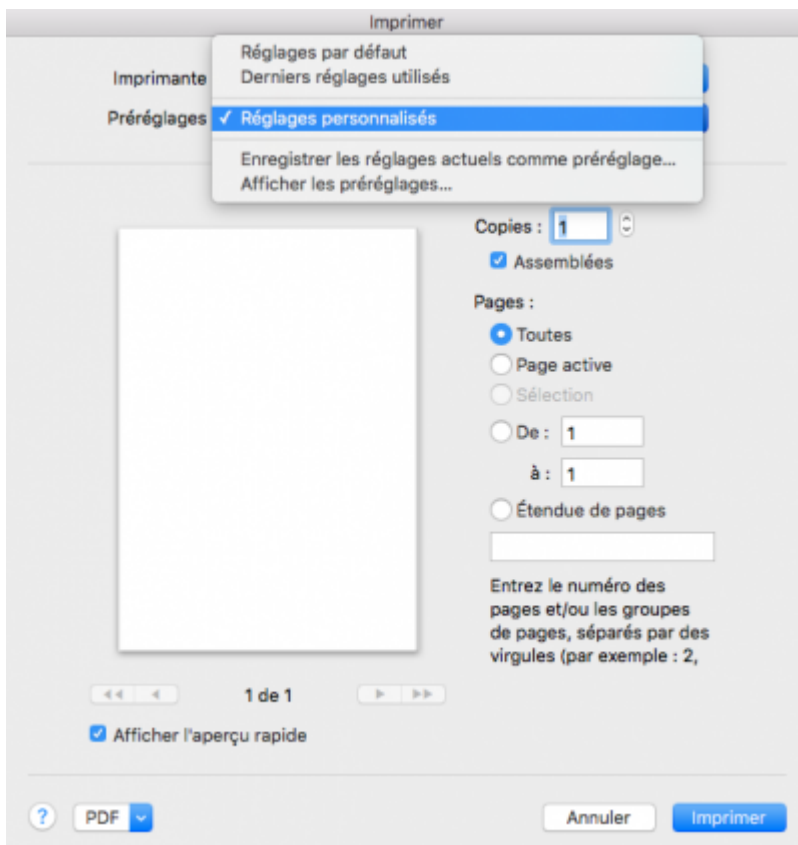 Imprimer
Réglages par défaut
Imprimante
Derniers réglages utilisés
Préréglages ✓ Réglages personnalisés
Enregistrer les réglages actuels comme préréglage...
Afficher les préréglages...
Copies : 1
Assemblées
Pages :
Toutes
Page active
Sélection
De : 1
à : 1
Étendue de pages
Entrez le numéro des
pages et/ou les groupes
de pages, séparés par des
virgules (par exemple : 2,
1 de 1
Afficher l'aperçu rapide
? PDF Annuler Imprimer